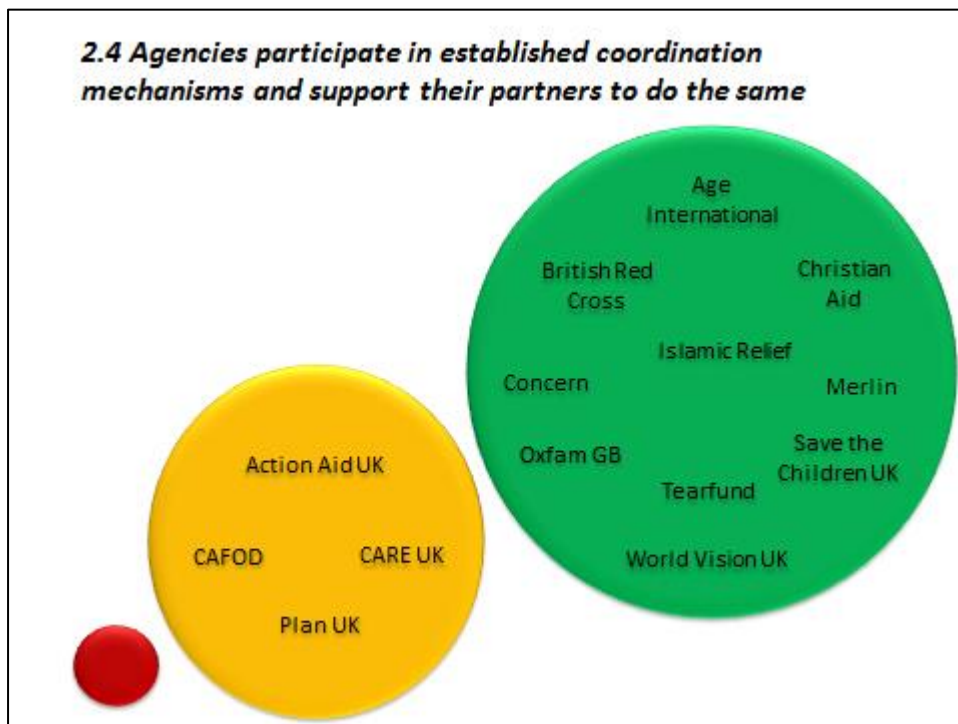 2.4 Agencies participate in established coordination
mechanisms and support their partners to do the same
Age
International
British Red
Cross
Christian
Aid
Islamic Relief
Concern
Merlin
Oxfam GB
Save the
Children UK
Tearfund
World Vision UK
Action Aid UK
CAFOD
CARE UK
Plan UK